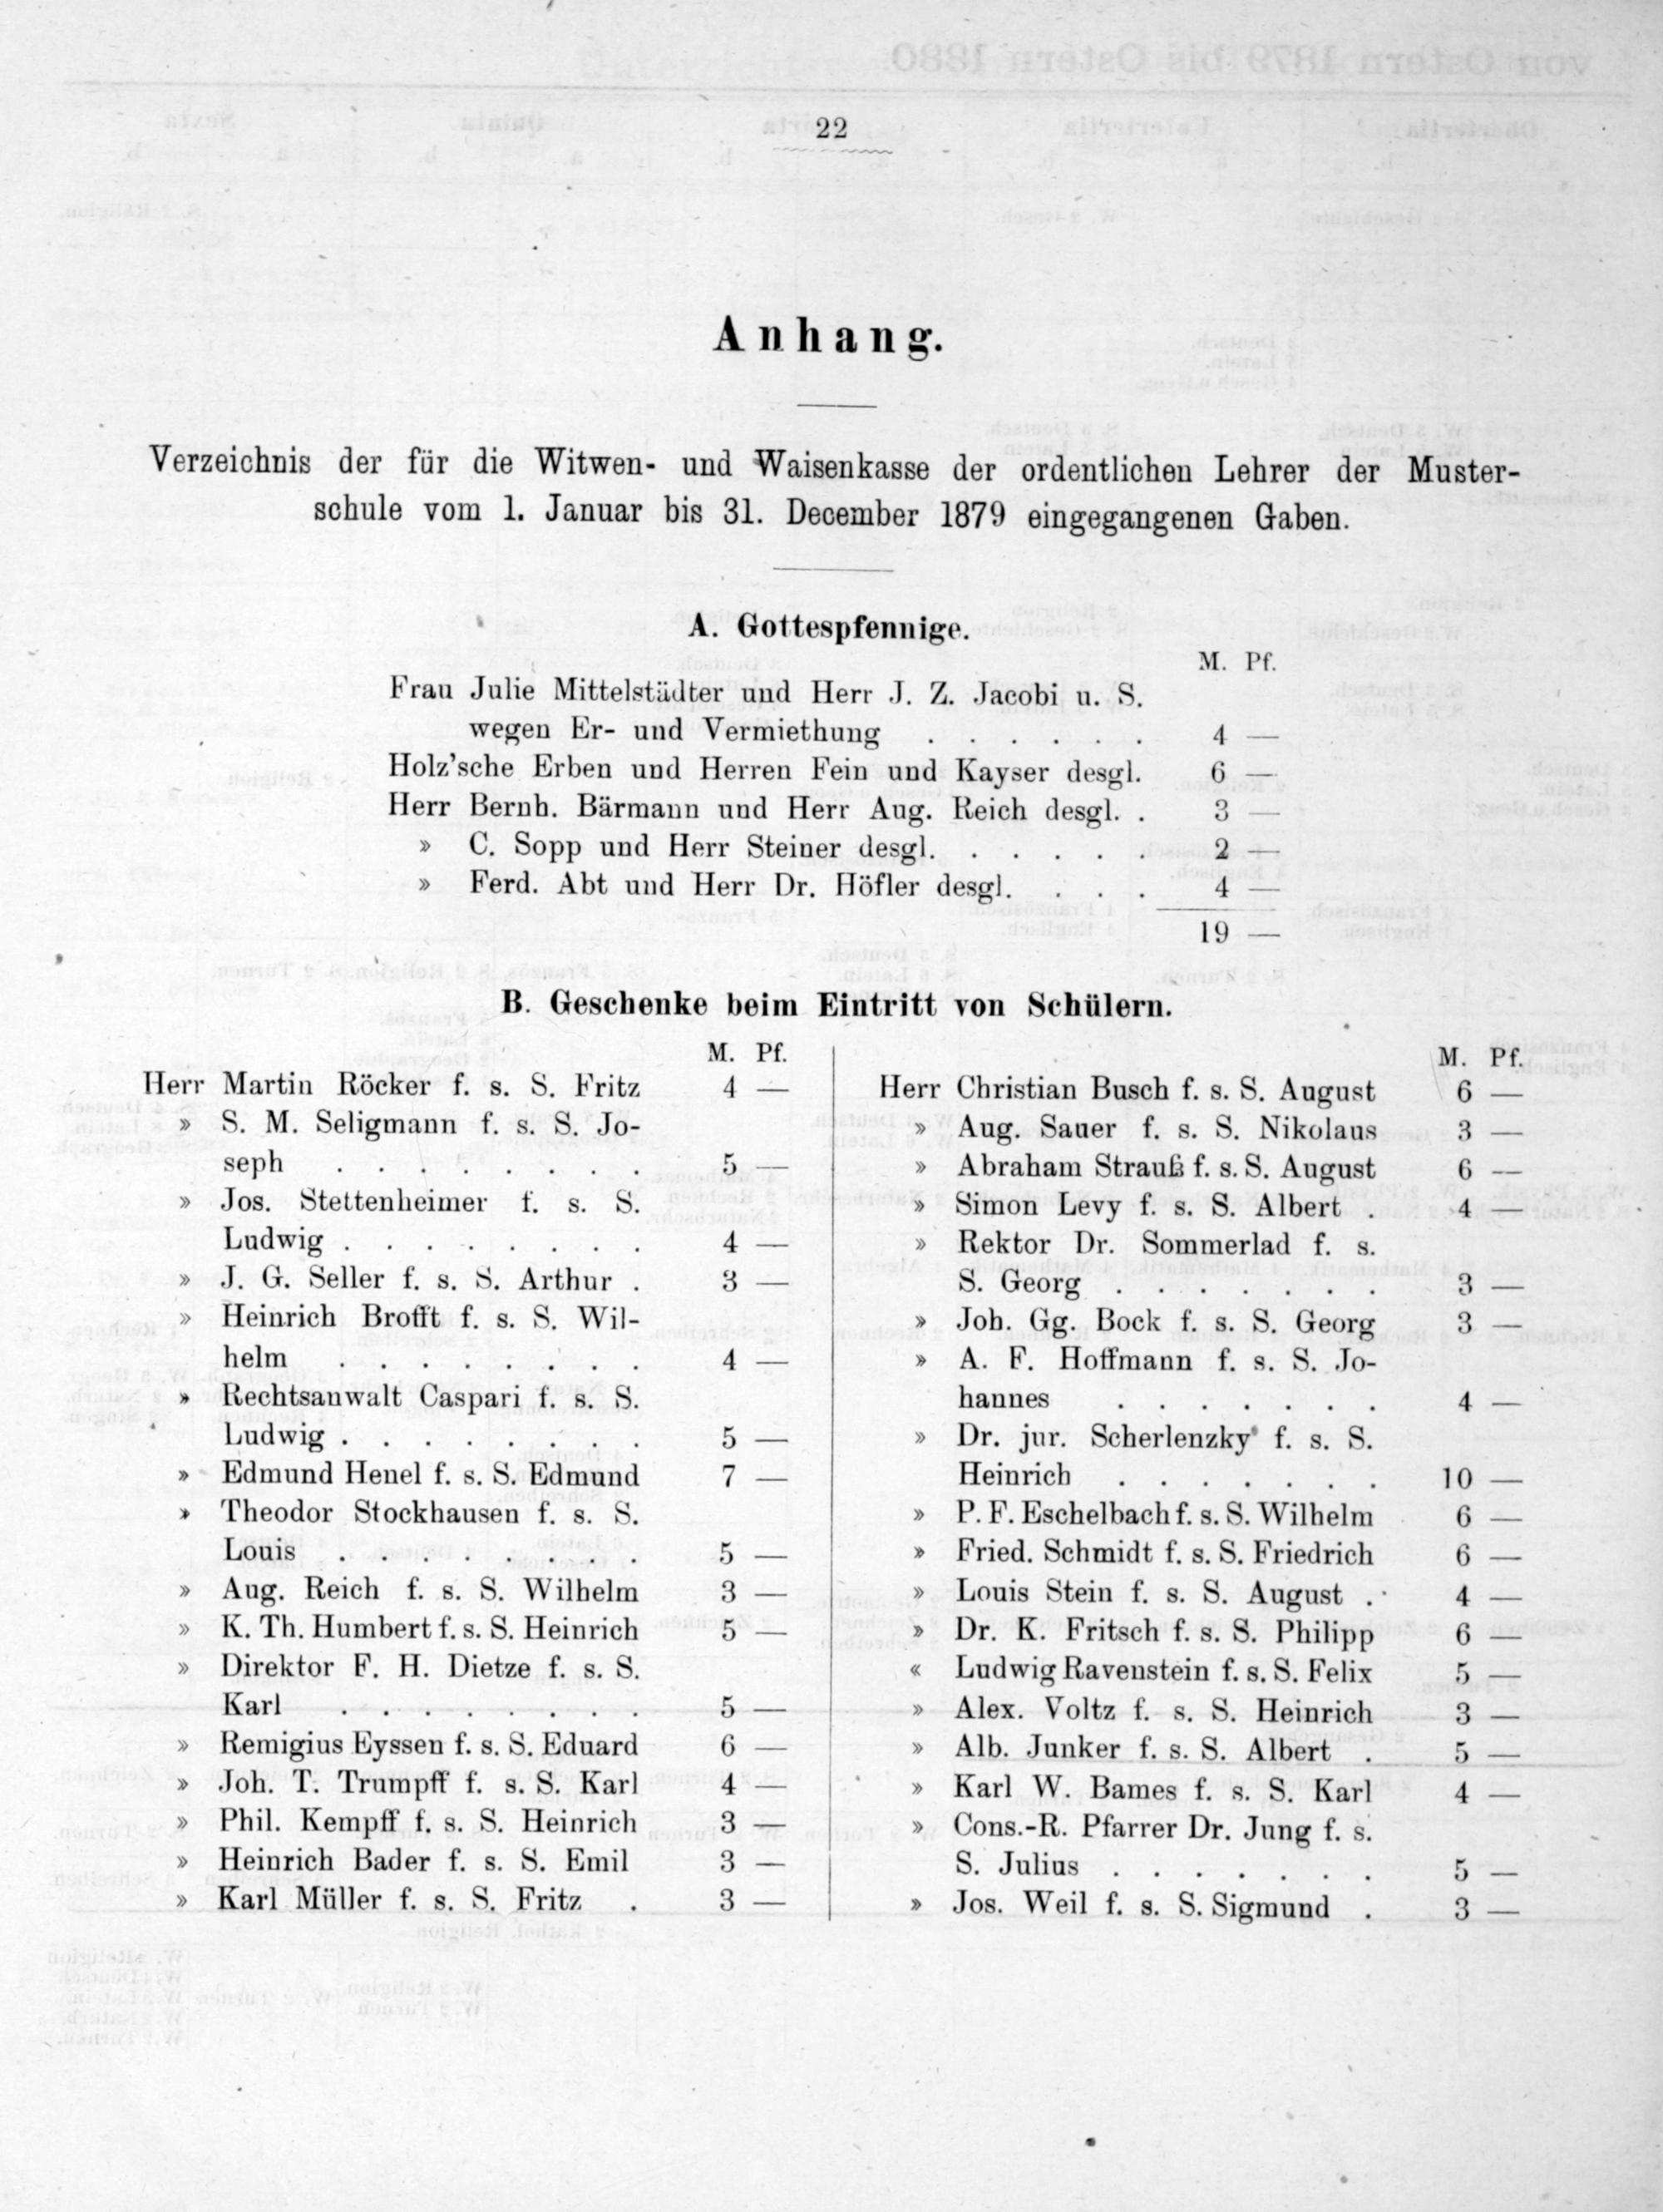 22
Anhang.
Verzeichnis der für die Witwen- und Waisenkasse der ordentlichen Lehrer der Muster-
schule vom 1. Januar bis 31. December 1879 eingegangenen Gaben.
A. Gottespfennige.
M. Pf.
Frau Julie Mittelstädter und Herr J. Z. Jacobi u. S.
wegen Er- und Vermiethung . . . . . . 4 —
Holz'sche Erben und Herren Fein und Kayser desgl. 6 —
Herr Bernh. Bärmann und Herr Aug. Reich desgl. . 3 —
» C. Sopp und Herr Steiner desgl. . . . . . 2 —
» Ferd. Abt und Herr Dr. Höfler desgl. . . . 4 —
19 —
B. Geschenke beim Eintritt von Schülern.
M. Pf.
Herr Martin Röcker f. s. S. Fritz 4 —
» S. M. Seligmann f. s. S. Jo-
seph . . . . . . . . 5 —
» Jos. Stettenheimer f. s. S.
Ludwig . . . . . . . . 4 —
» J. G. Seller f. s. S. Arthur . 3 —
» Heinrich Brofft f. s. S. Wil-
helm . . . . . . . . 4 —
» Rechtsanwalt Caspari f. s. S.
Ludwig . . . . . . . . 5 —
» Edmund Henel f. s. S. Edmund 7 —
» Theodor Stockhausen f. s. S.
Louis . . . . . . . . 5 —
» Aug. Reich f. s. S. Wilhelm 3 —
» K. Th. Humbert f. s. S. Heinrich 5 —
» Direktor F. H. Dietze f. s. S.
Karl . . . . . . . . 5 —
» Remigius Eyssen f. s. S. Eduard 6 —
» Joh. T. Trumpff f. s. S. Karl 4 —
» Phil. Kempff f. s. S. Heinrich 3 —
» Heinrich Bader f. s. S. Emil 3 —
» Karl Müller f. s. S. Fritz . 3 —
M. Pf.
Herr Christian Busch f. s. S. August 6 —
» Aug. Sauer f. s. S. Nikolaus 3 —
» Abraham Strauß f. s. S. August 6 —
» Simon Levy f. s. S. Albert . 4 —
» Rektor Dr. Sommerlad f. s.
S. Georg . . . . . . . 3 —
» Joh. Gg. Bock f. s. S. Georg 3 —
» A. F. Hoffmann f. s. S. Jo-
hannes . . . . . . . 4 —
» Dr. jur. Scherlenzky f. s. S.
Heinrich . . . . . . . 10 —
» P. F. Eschelbach f. s. S. Wilhelm 6 —
» Fried. Schmidt f. s. S. Friedrich 6 —
» Louis Stein f. s. S. August . 4 —
» Dr. K. Fritsch f. s. S. Philipp 6 —
« Ludwig Ravenstein f. s. S. Felix 5 —
» Alex. Voltz f. s. S. Heinrich 3 —
» Alb. Junker f. s. S. Albert . 5 —
» Karl W. Bames f. s. S. Karl 4 —
» Cons.-R. Pfarrer Dr. Jung f. s.
S. Julius . . . . . . . 5 —
» Jos. Weil f. s. S. Sigmund . 3 —